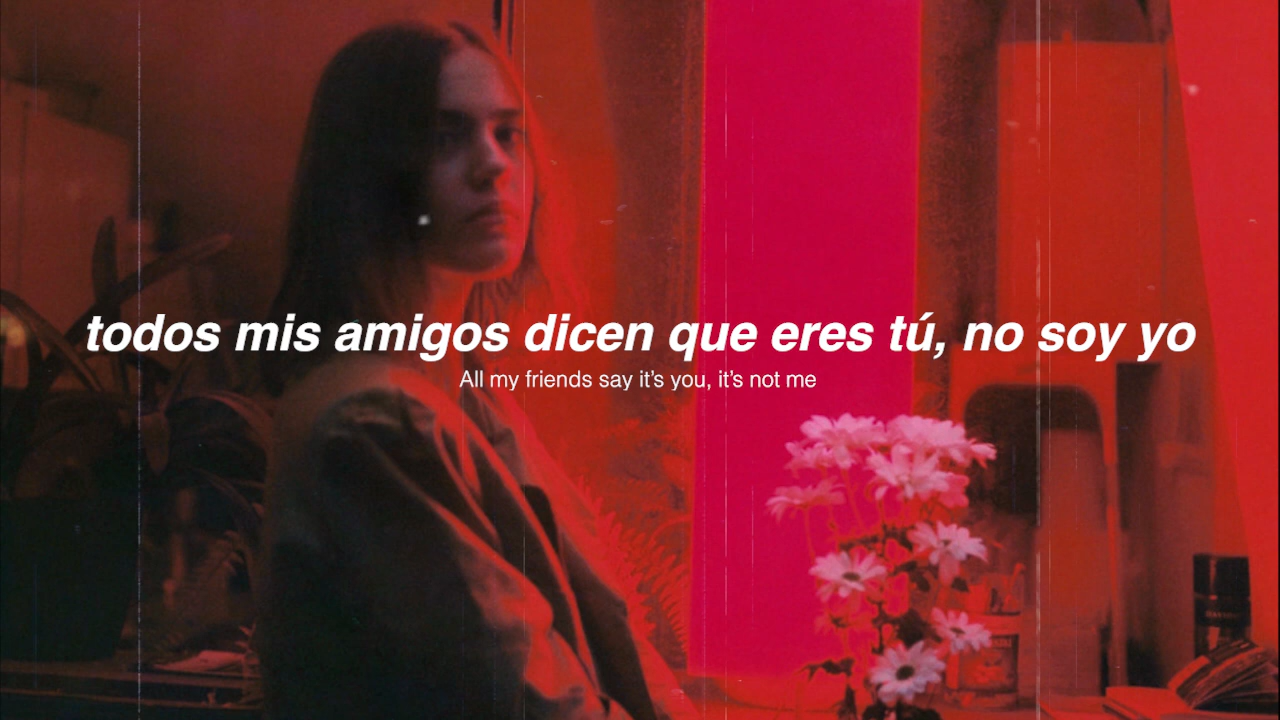 todos mis amigos dicen que eres tú, no soy yo
All my friends say it's you, it's not me